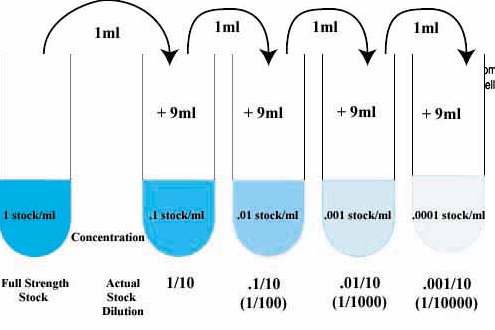 1ml
1ml
1ml
1ml
+ 9ml
+ 9ml
+ 9ml
+ 9ml
1 stock/ml
.1 stock/ml
.01 stock/ml
.001 stock/ml
.0001 stock/ml
Concentration
Full Strength
Stock
Actual
Stock
Dilution
1/10
.1/10
(1/100)
.01/10
(1/1000)
.001/10
(1/10000)